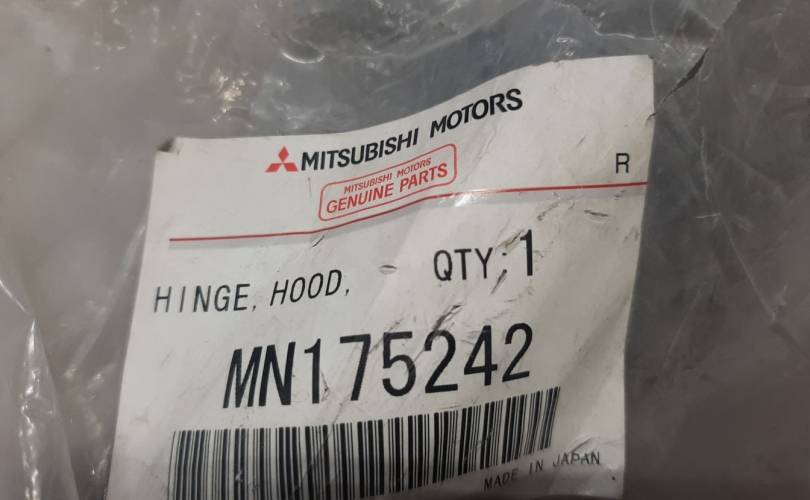 MITSUBISHI MOTORS
MITSUBISHI MOTORS
GENUINE PARTS
R
HINGE, HOOD,
QTY; 1
MN175242
MADE IN JAPAN